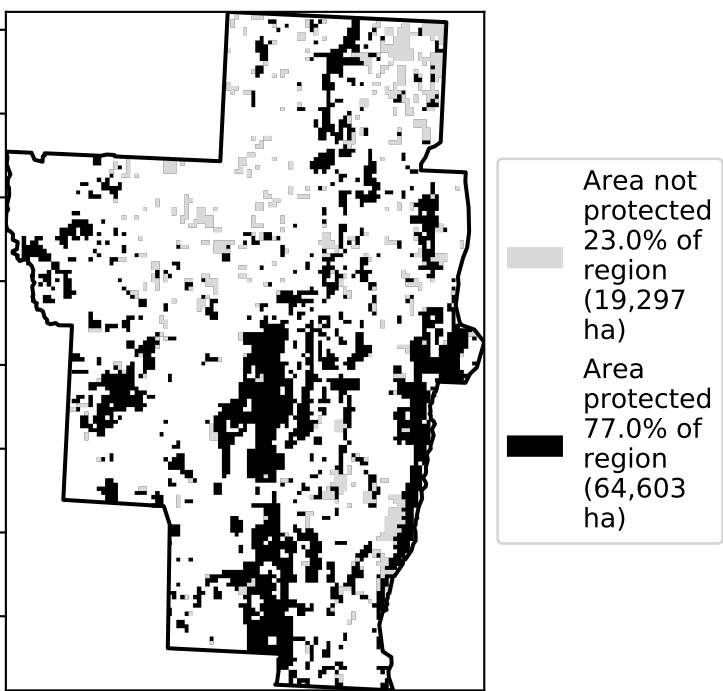 Area not
protected
23.0% of
region
(19,297
ha)
Area
protected
77.0% of
region
(64,603
ha)